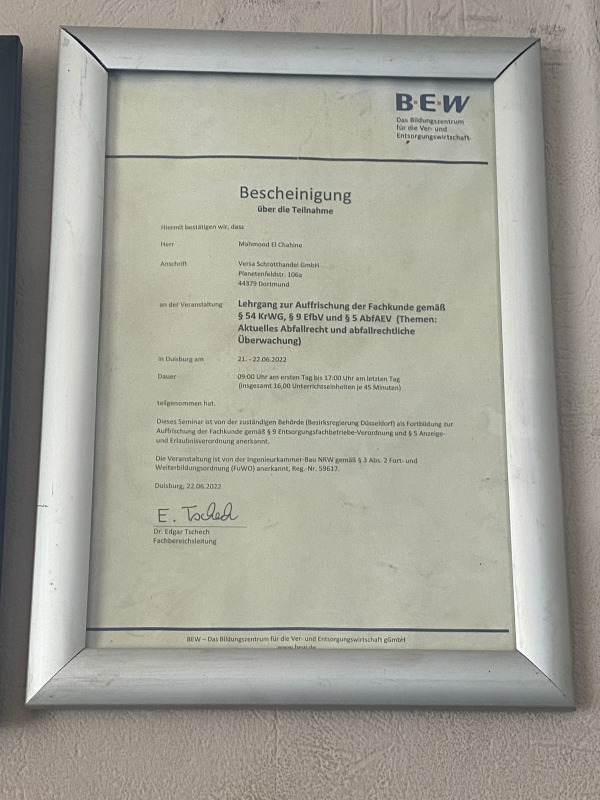 B·E·W
Das Bildungszentrum
für die Ver- und
Entsorgungswirtschaft
Bescheinigung
über die Teilnahme
Hiermit bestätigen wir, dass
Herr Mahmood El Chahine
Anschrift Versa Schrotthandel GmbH
Planetenfeldstr. 106a
44379 Dortmund
an der Veranstaltung Lehrgang zur Auffrischung der Fachkunde gemäß
§ 54 KrWG, § 9 EfbV und § 5 AbfAEV (Themen:
Aktuelles Abfallrecht und abfallrechtliche
Überwachung)
in Duisburg am 21. - 22.06.2022
Dauer 09:00 Uhr am ersten Tag bis 17:00 Uhr am letzten Tag
(insgesamt 16,00 Unterrichtseinheiten je 45 Minuten)
teilgenommen hat.
Dieses Seminar ist von der zuständigen Behörde (Bezirksregierung Düsseldorf) als Fortbildung zur
Auffrischung der Fachkunde gemäß § 9 Entsorgungsfachbetriebe-Verordnung und § 5 Anzeige-
und Erlaubnisverordnung anerkannt.
Die Veranstaltung ist von der Ingenieurkammer-Bau NRW gemäß § 3 Abs. 2 Fort- und
Weiterbildungsordnung (FuWO) anerkannt, Reg.-Nr. 59617.
Duisburg, 22.06.2022
E. Tschech
Dr. Edgar Tschech
Fachbereichsleitung
BEW – Das Bildungszentrum für die Ver- und Entsorgungswirtschaft gGmbH
www.bew.de